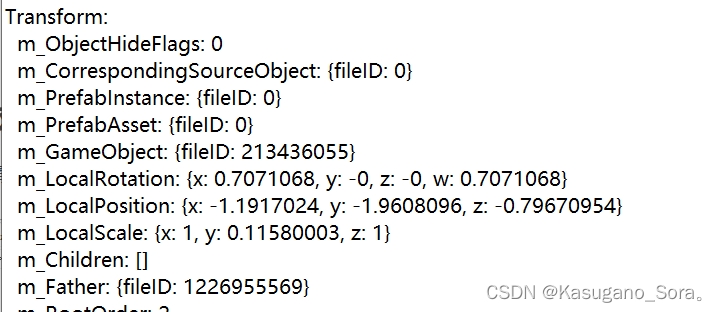 Transform:
m_ObjectHideFlags: 0
m_CorrespondingSourceObject: {fileID: 0}
m_PrefabInstance: {fileID: 0}
m_PrefabAsset: {fileID: 0}
m_GameObject: {fileID: 213436055}
m_LocalRotation: {x: 0.7071068, y: -0, z: -0, w: 0.7071068}
m_LocalPosition: {x: -1.1917024, y: -1.9608096, z: -0.79670954}
m_LocalScale: {x: 1, y: 0.11580003, z: 1}
m_Children: []
m_Father: {fileID: 1226955569}
CSDN @Kasugano_Sora。